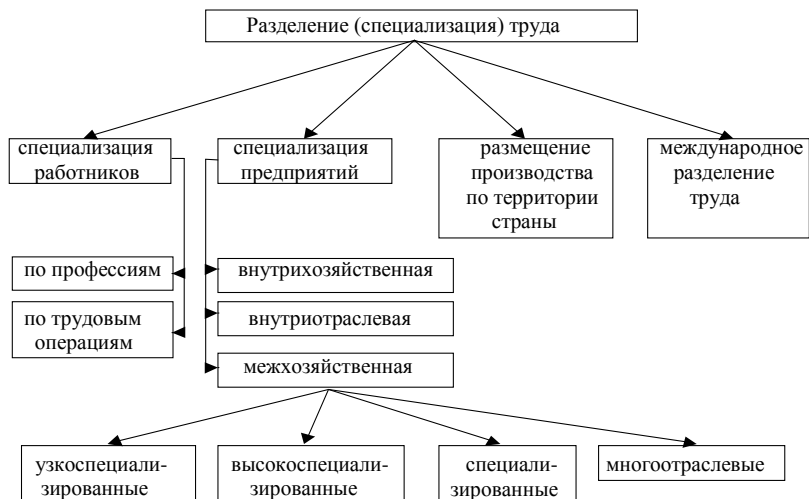 Разделение (специализация) труда
специализация
работников
специализация
предприятий
размещение
производства
по территории
страны
международное
разделение
труда
по профессиям
по трудовым
операциям
внутрихозяйственная
внутриотраслевая
межхозяйственная
узкоспециали-
зированные
высокоспециали-
зированные
специали-
зированные
многоотраслевые